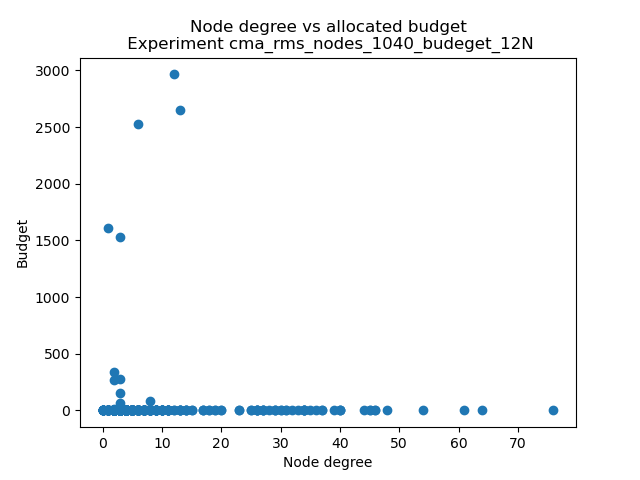 Node degree vs allocated budget
Experiment cma_rms_nodes_1040_budeget_12N
3000
2500
2000
1500
1000
500
0
Budget
0 10 20 30 40 50 60 70
Node degree